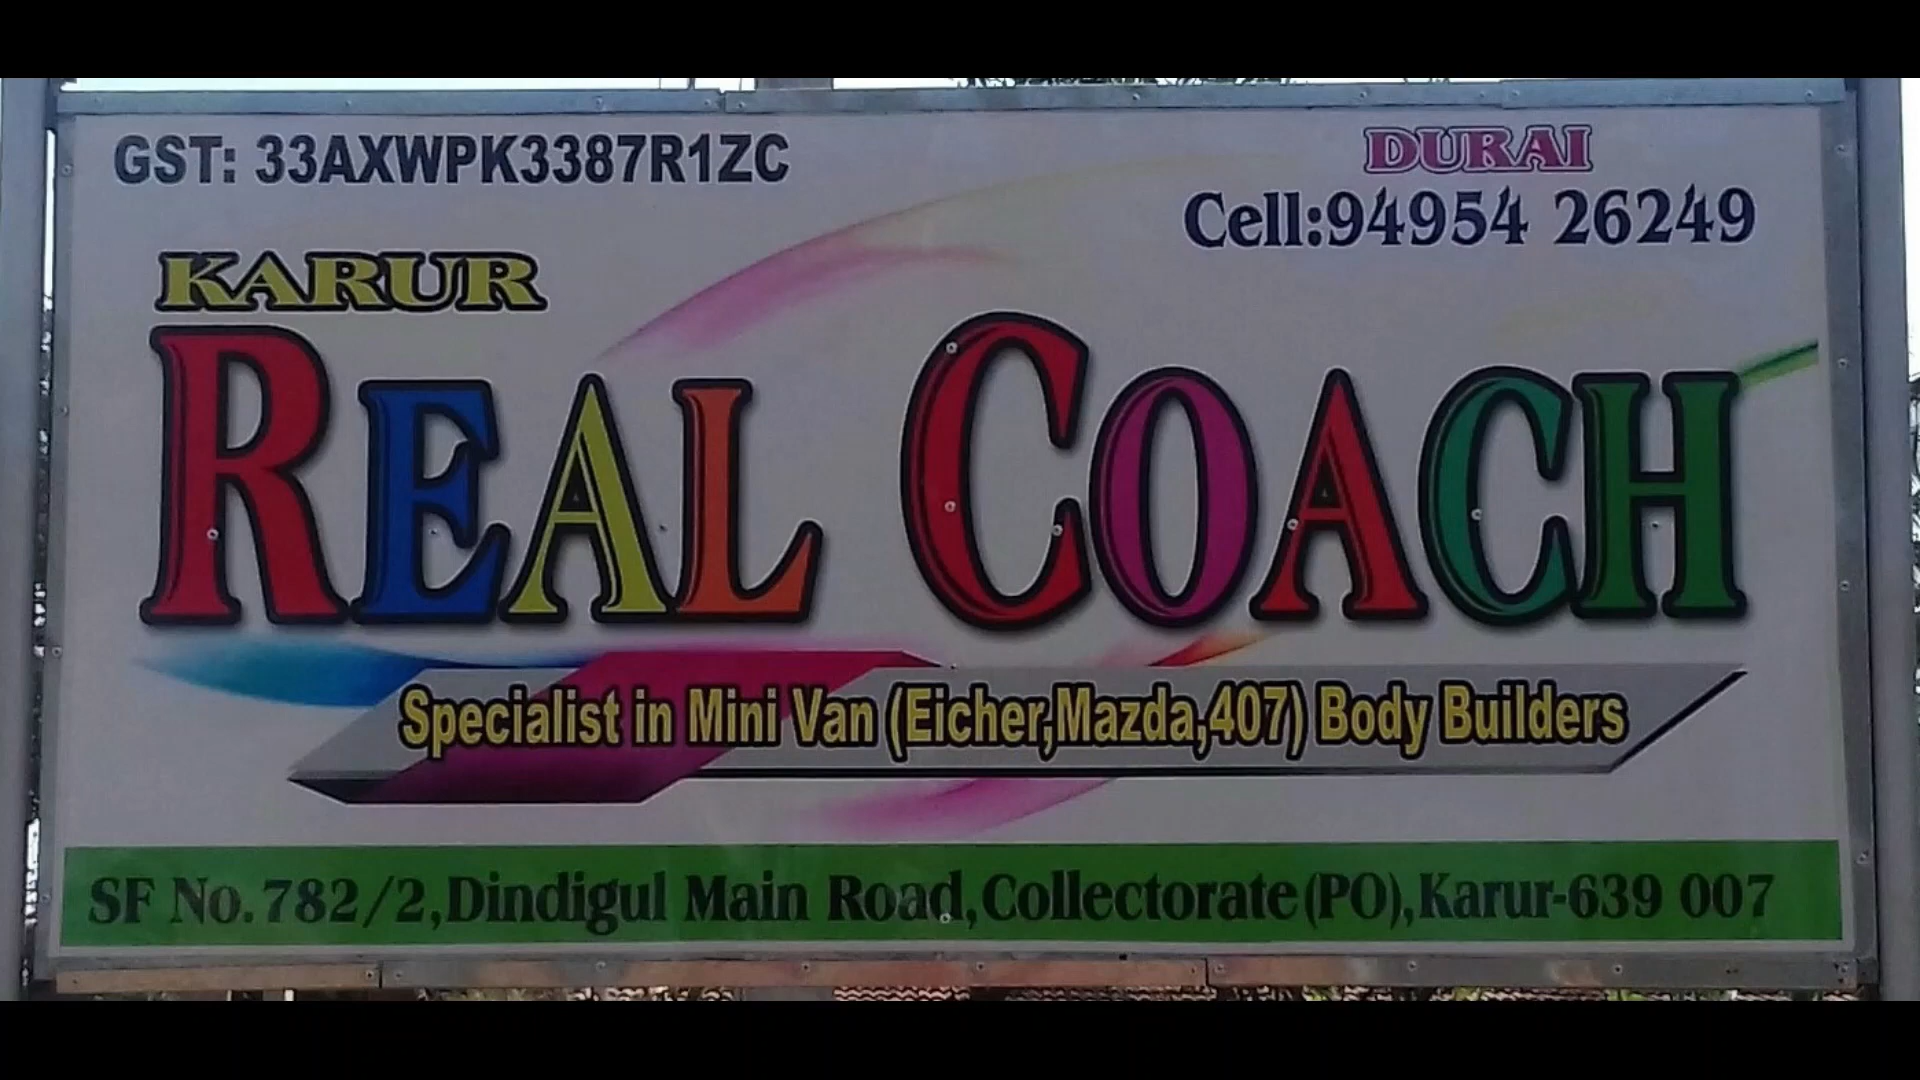 GST: 33AXWPK3387R1ZC
DURAI
Cell:94954 26249
KARUR
REAL COACH
Specialist in Mini Van (Eicher,Mazda,407) Body Builders
SF No. 782/2,Dindigul Main Road,Collectorate(PO),Karur-639 007